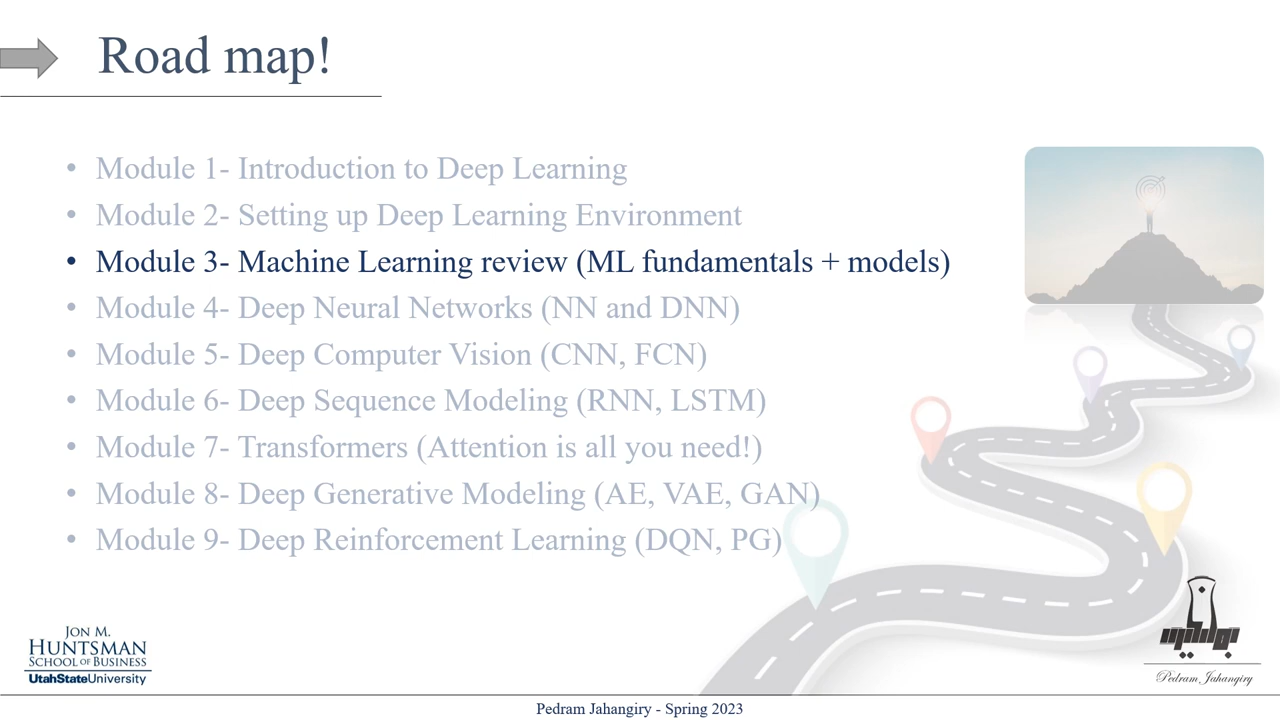 Road map!
• Module 1- Introduction to Deep Learning
• Module 2- Setting up Deep Learning Environment
• Module 3- Machine Learning review (ML fundamentals + models)
• Module 4- Deep Neural Networks (NN and DNN)
• Module 5- Deep Computer Vision (CNN, FCN)
• Module 6- Deep Sequence Modeling (RNN, LSTM)
• Module 7- Transformers (Attention is all you need!)
• Module 8- Deep Generative Modeling (AE, VAE, GAN)
• Module 9- Deep Reinforcement Learning (DQN, PG)
JON M.
HUNTSMAN
SCHOOL OF BUSINESS
UtahStateUniversity
Pedram Jahangiry
Pedram Jahangiry - Spring 2023